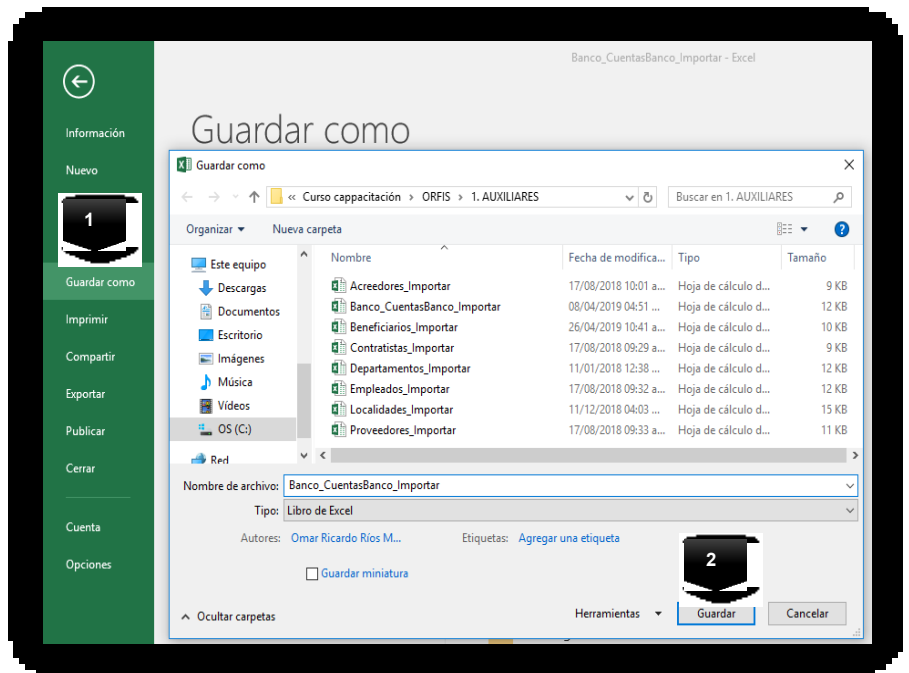 Banco_CuentasBanco_Importar - Excel
Información
Nuevo
1
Guardar como
Imprimir
Compartir
Exportar
Publicar
Cerrar
Cuenta
Opciones
Guardar como
Guardar como
« Curso cappacitación › ORFIS › 1. AUXILIARES
Buscar en 1. AUXILIARES
Organizar
Nueva carpeta
?
Este equipo
Descargas
Documentos
Escritorio
Imágenes
Música
Vídeos
OS (C:)
Red
Nombre Fecha de modifica... Tipo Tamaño
Acreedores_Importar 17/08/2018 10:01 a... Hoja de cálculo d... 9 KB
Banco_CuentasBanco_Importar 08/04/2019 04:51 ... Hoja de cálculo d... 12 KB
Beneficiarios_Importar 26/04/2019 10:41 a... Hoja de cálculo d... 10 KB
Contratistas_Importar 17/08/2018 09:29 a... Hoja de cálculo d... 9 KB
Departamentos_Importar 11/01/2018 12:38 ... Hoja de cálculo d... 12 KB
Empleados_Importar 17/08/2018 09:32 a... Hoja de cálculo d... 12 KB
Localidades_Importar 11/12/2018 04:03 ... Hoja de cálculo d... 15 KB
Proveedores_Importar 17/08/2018 09:33 a... Hoja de cálculo d... 11 KB
Nombre de archivo: Banco_CuentasBanco_Importar
Tipo: Libro de Excel
Autores: Omar Ricardo Ríos M... Etiquetas: Agregar una etiqueta
Guardar miniatura
2
Ocultar carpetas
Herramientas
Guardar
Cancelar